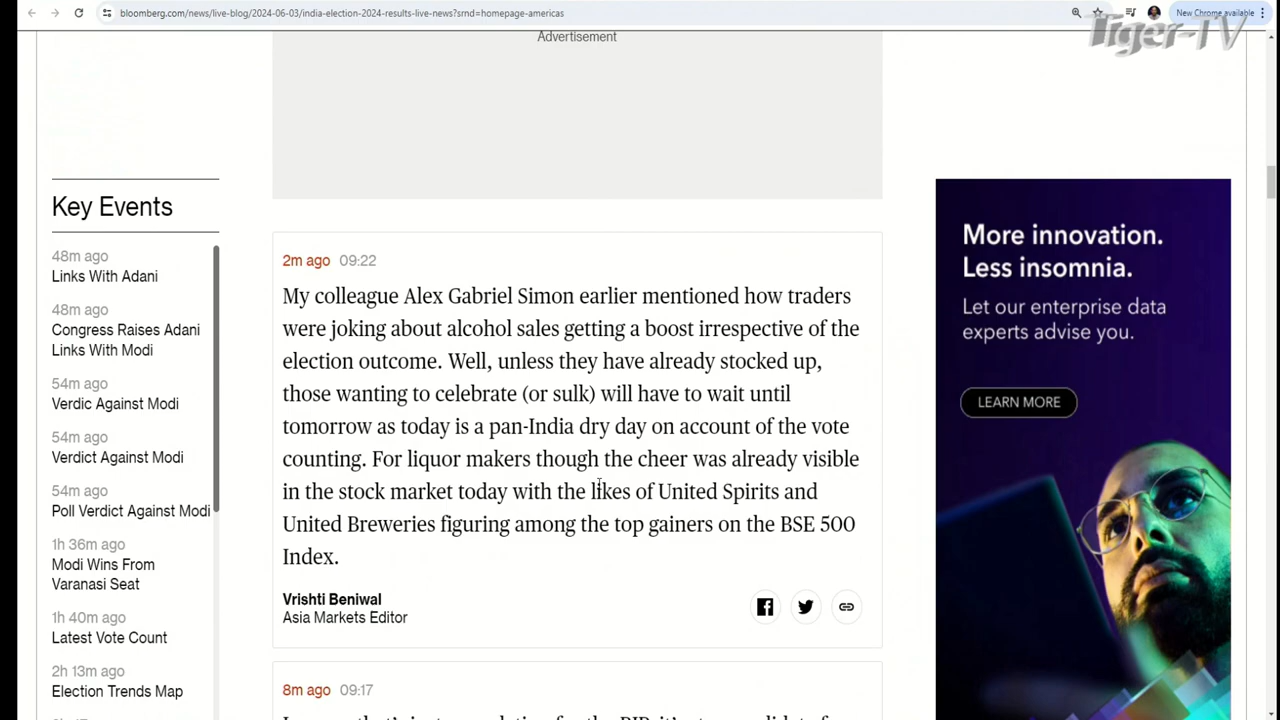 bloomberg.com/news/live-blog/2024-06-03/india-election-2024-results-live-news?srnd=homepage-americas
New Chrome available
Tiger-TV
Advertisement
Key Events
48m ago
Links With Adani
48m ago
Congress Raises Adani
Links With Modi
54m ago
Verdic Against Modi
54m ago
Verdict Against Modi
54m ago
Poll Verdict Against Modi
1h 36m ago
Modi Wins From
Varanasi Seat
1h 40m ago
Latest Vote Count
2h 13m ago
Election Trends Map
2m ago 09:22
My colleague Alex Gabriel Simon earlier mentioned how traders
were joking about alcohol sales getting a boost irrespective of the
election outcome. Well, unless they have already stocked up,
those wanting to celebrate (or sulk) will have to wait until
tomorrow as today is a pan-India dry day on account of the vote
counting. For liquor makers though the cheer was already visible
in the stock market today with the likes of United Spirits and
United Breweries figuring among the top gainers on the BSE 500
Index.
Vrishti Beniwal
Asia Markets Editor
8m ago 09:17
More innovation.
Less insomnia.
Let our enterprise data
experts advise you.
LEARN MORE